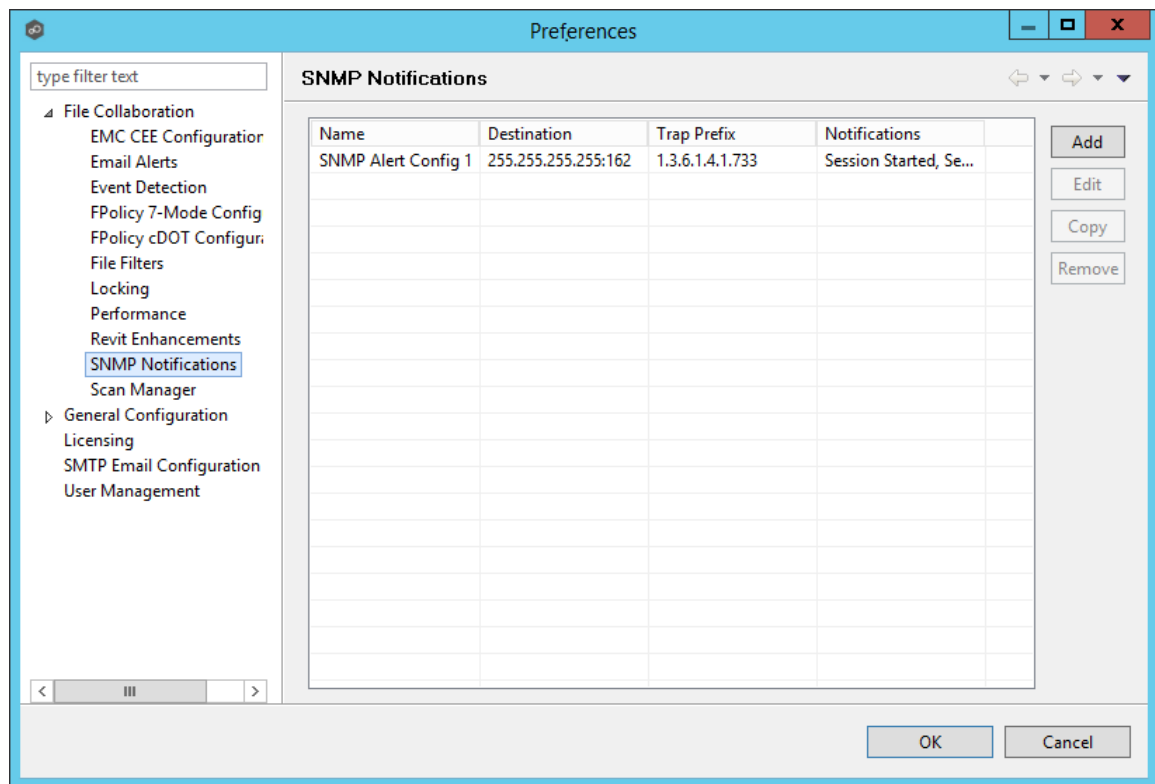 Preferences
type filter text
File Collaboration
EMC CEE Configuration
Email Alerts
Event Detection
FPolicy 7-Mode Config
FPolicy cDOT Configura
File Filters
Locking
Performance
Revit Enhancements
SNMP Notifications
Scan Manager
General Configuration
Licensing
SMTP Email Configuration
User Management
SNMP Notifications
Name Destination Trap Prefix Notifications
SNMP Alert Config 1 255.255.255.255:162 1.3.6.1.4.1.733 Session Started, Se...
Add
Edit
Copy
Remove
OK Cancel